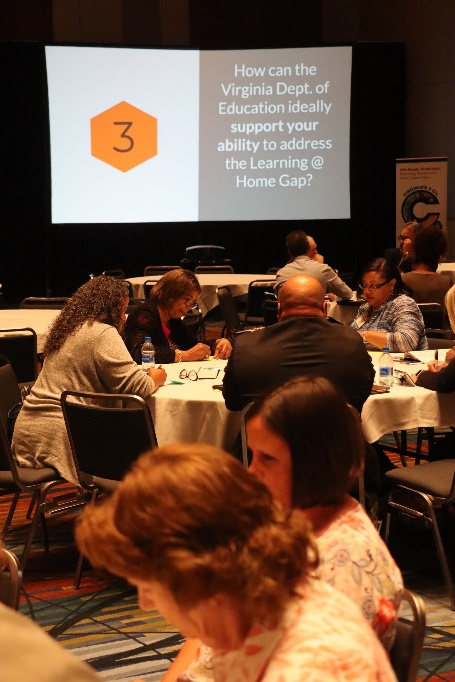 3
How can the
Virginia Dept. of
Education ideally
support your
ability to address
the Learning @
Home Gap?